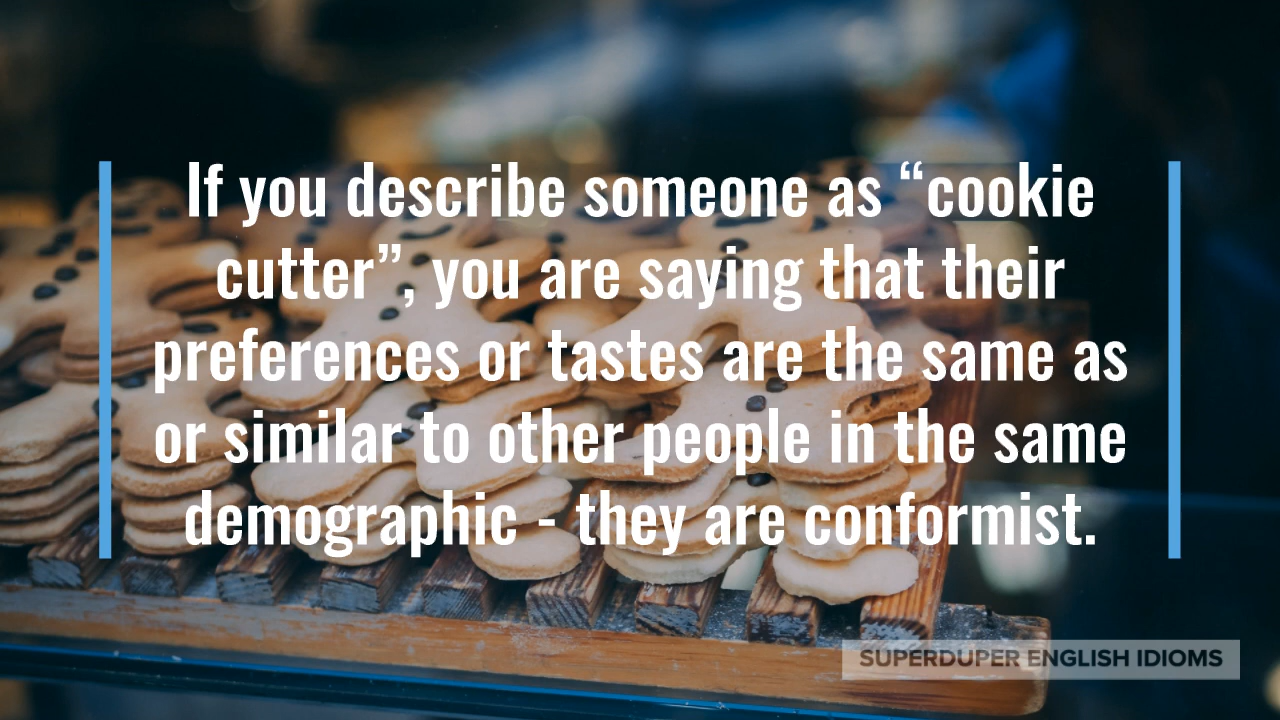 If you describe someone as “cookie
cutter”, you are saying that their
preferences or tastes are the same as
or similar to other people in the same
demographic - they are conformist.
SUPERDUPER ENGLISH IDIOMS